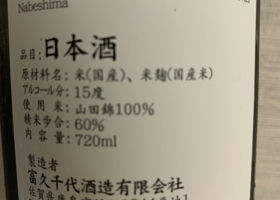 Nabeshima
品目：日本酒
原材料名：米(国産)、米麹(国産米)
アルコール分：15度
使用米：山田錦100%
精米歩合：60%
内容量：720ml
製造者
富久千代酒造有限会社